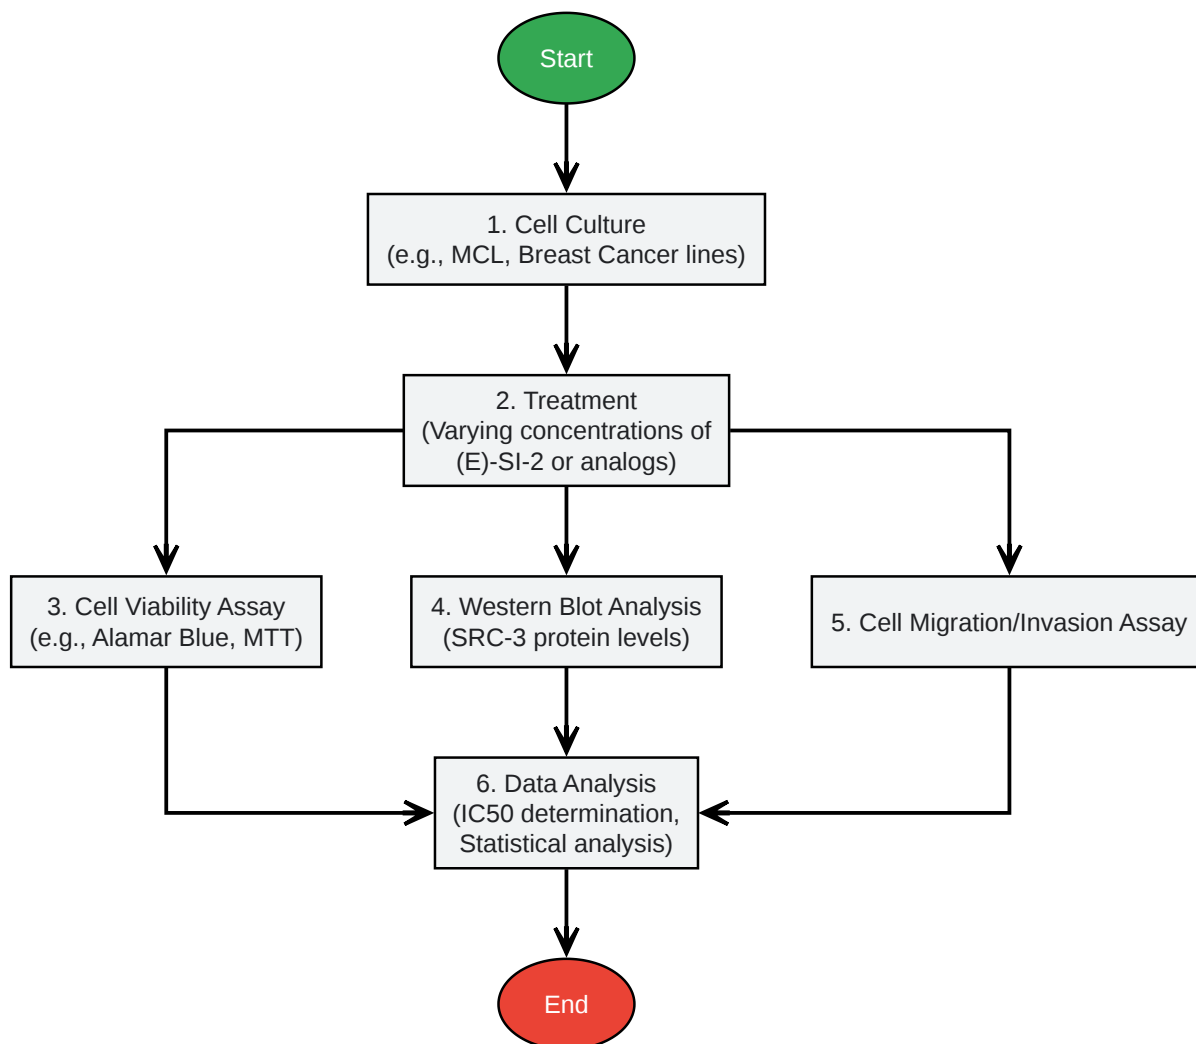 Start
1. Cell Culture
(e.g., MCL, Breast Cancer lines)
2. Treatment
(Varying concentrations of
(E)-SI-2 or analogs)
3. Cell Viability Assay
(e.g., Alamar Blue, MTT)
4. Western Blot Analysis
(SRC-3 protein levels)
5. Cell Migration/Invasion Assay
6. Data Analysis
(IC50 determination,
Statistical analysis)
End